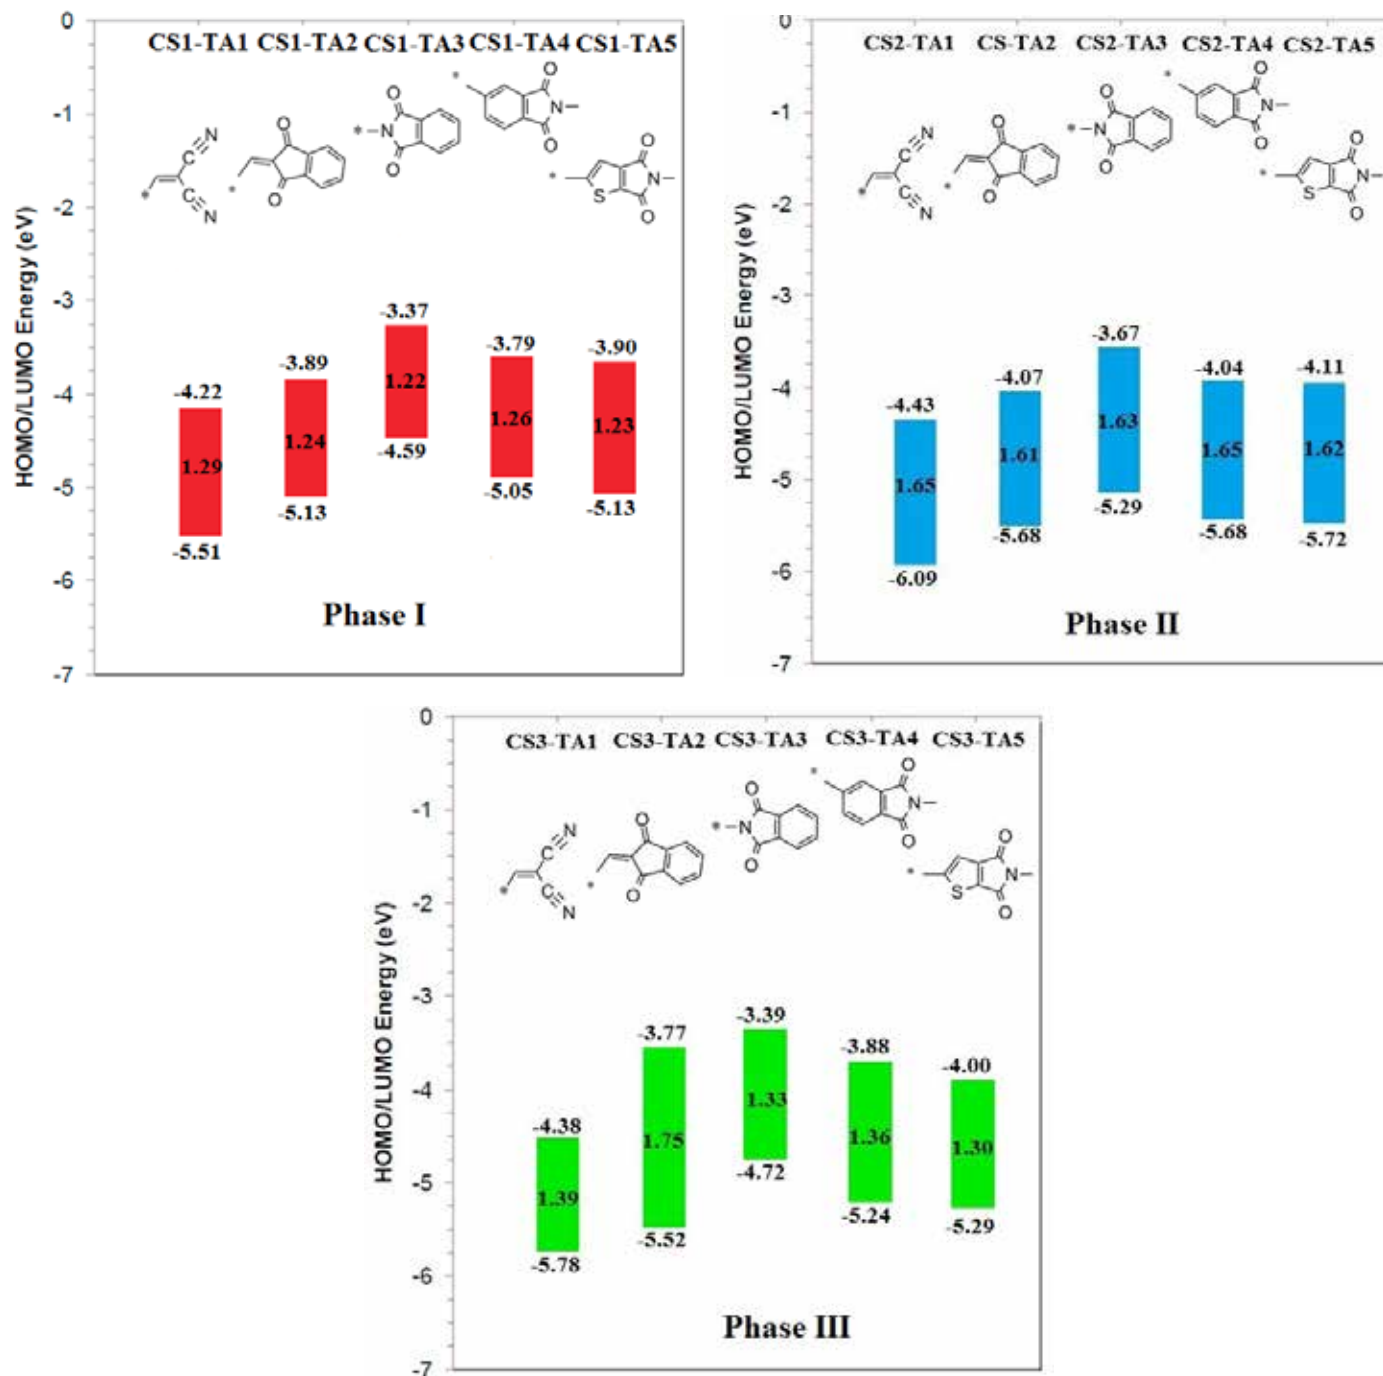 CS1-TA1 CS1-TA2 CS1-TA3 CS1-TA4 CS1-TA5
HOMO/LUMO Energy (eV)
0
-1
-2
-3
-4
-5
-6
-7
C N
C N
O
O
O
N
O
O
N
O
S
O
N
O
-4.22
1.29
-5.51
-3.89
1.24
-5.13
-3.37
1.22
-4.59
-3.79
1.26
-5.05
-3.90
1.23
-5.13
Phase I
CS2-TA1 CS-TA2 CS2-TA3 CS2-TA4 CS2-TA5
HOMO/LUMO Energy (eV)
0
-1
-2
-3
-4
-5
-6
-7
C N
C N
O
O
O
N
O
O
N
O
S
O
N
O
-4.43
1.65
-6.09
-4.07
1.61
-5.68
-3.67
1.63
-5.29
-4.04
1.65
-5.68
-4.11
1.62
-5.72
Phase II
CS3-TA1 CS3-TA2 CS3-TA3 CS3-TA4 CS3-TA5
HOMO/LUMO Energy (eV)
0
-1
-2
-3
-4
-5
-6
-7
C N
C N
O
O
O
N
O
O
N
O
S
O
N
O
-4.38
1.39
-5.78
-3.77
1.75
-5.52
-3.39
1.33
-4.72
-3.88
1.36
-5.24
-4.00
1.30
-5.29
Phase III